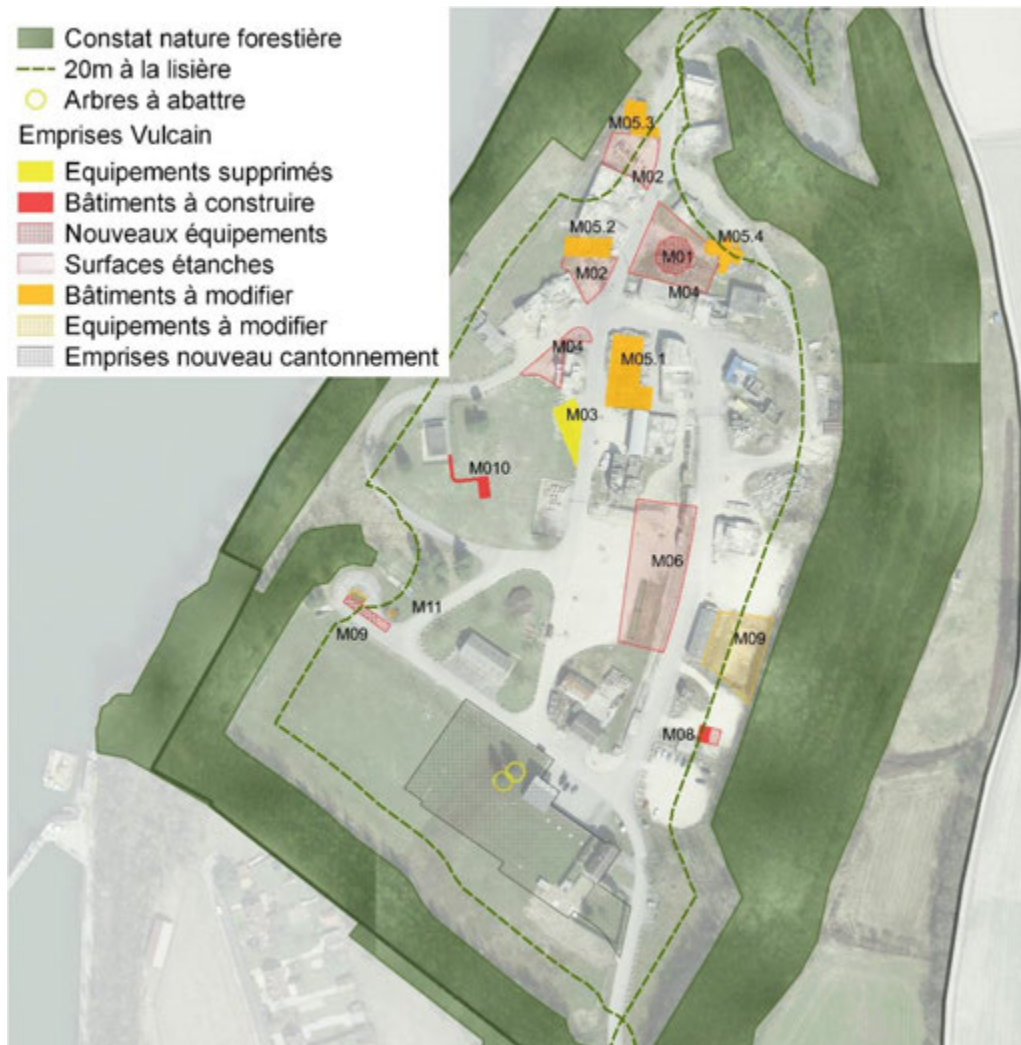 Constat nature forestière
20m à la lisière
Arbres à abattre
Emprises Vulcain
Equipements supprimés
Bâtiments à construire
Nouveaux équipements
Surfaces étanches
Bâtiments à modifier
Equipements à modifier
Emprises nouveau cantonnement
M05.3
M02
M05.2
M05.4
M01
M02
M04
M04
M05.1
M03
M010
M06
M11
M09
M09
M08